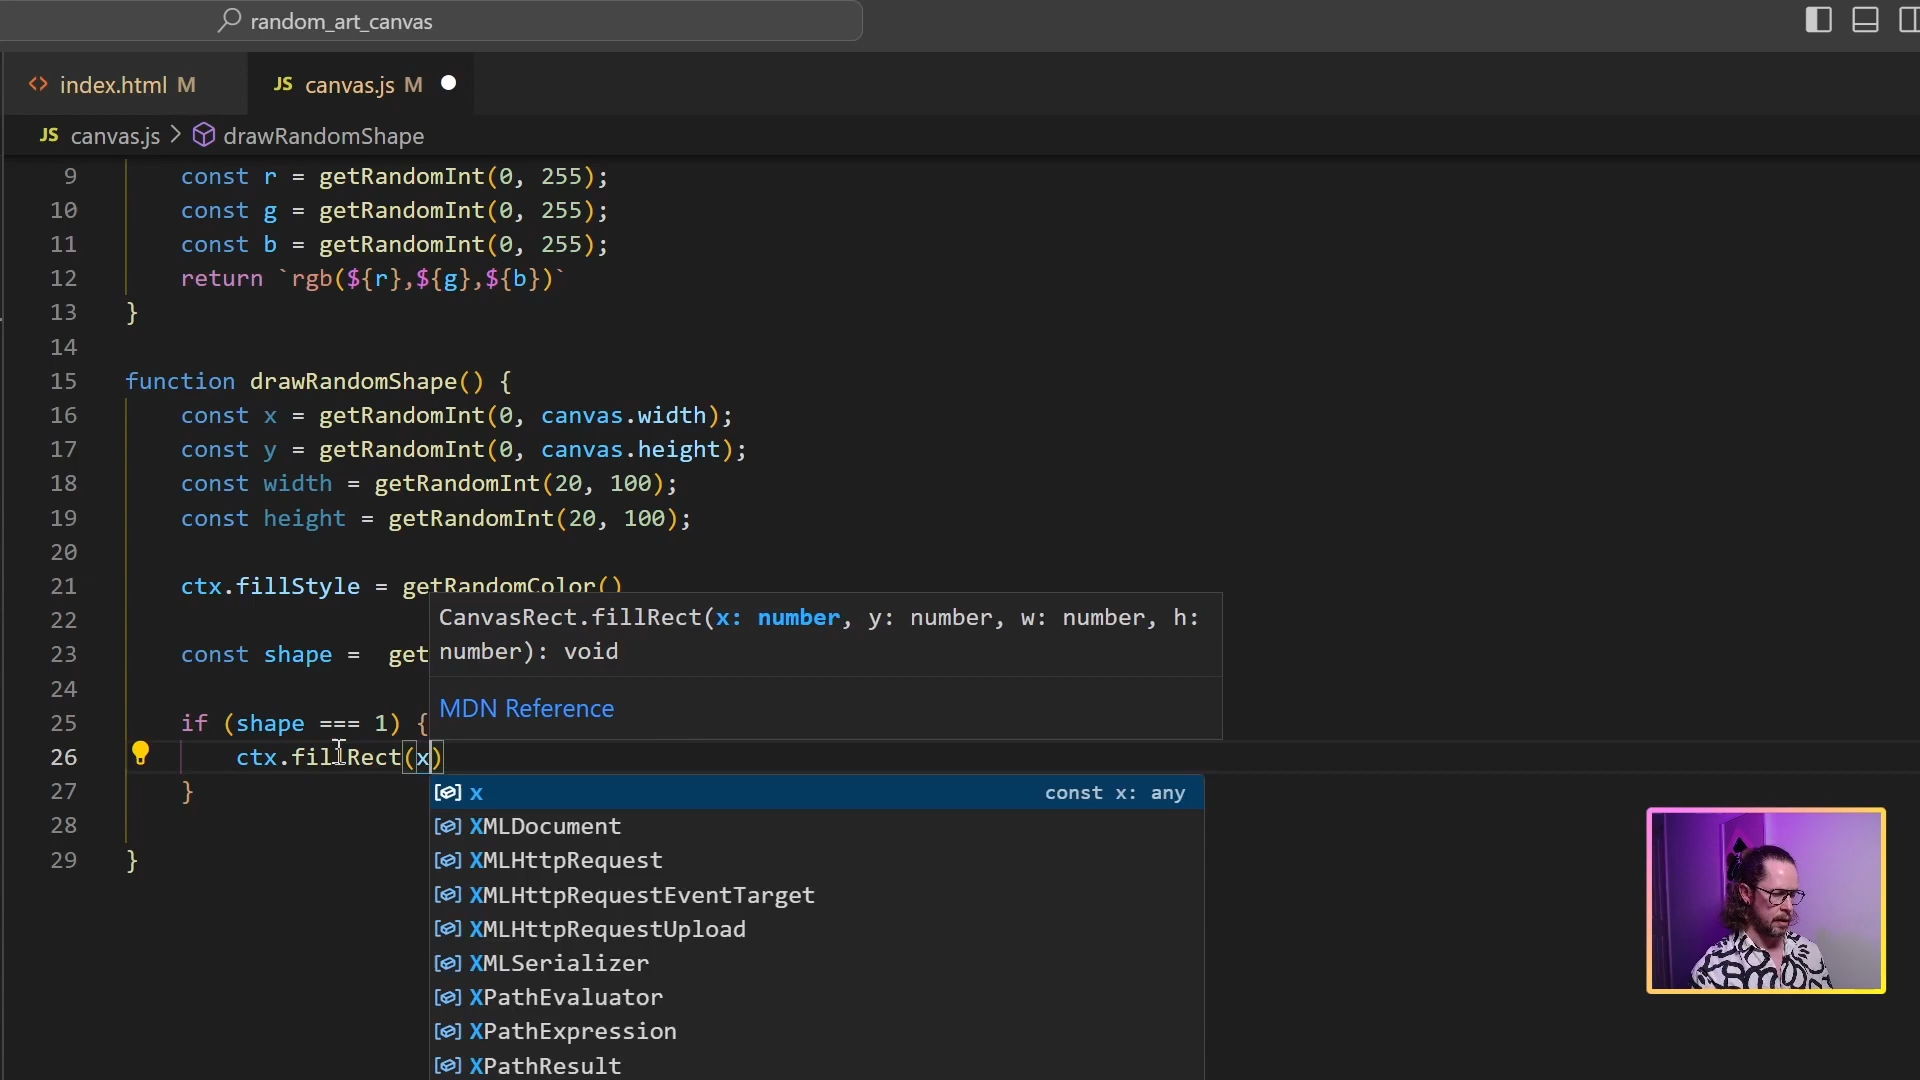 random_art_canvas
index.html M
JS canvas.js M
JS canvas.js > drawRandomShape
9 const r = getRandomInt(0, 255);
10 const g = getRandomInt(0, 255);
11 const b = getRandomInt(0, 255);
12 return `rgb(${r},${g},${b})`
13 }
14
15 function drawRandomShape() {
16 const x = getRandomInt(0, canvas.width);
17 const y = getRandomInt(0, canvas.height);
18 const width = getRandomInt(20, 100);
19 const height = getRandomInt(20, 100);
20
21 ctx.fillStyle = getRandomColor()
CanvasRect.fillRect(x: number, y: number, w: number, h:
22
number): void
23 const shape =  get
24
MDN Reference
25 if (shape === 1) {
26 ctx.fillRect(x)
27 }
x const x: any
28
XMLDocument
29 }
XMLHttpRequest
XMLHttpRequestEventTarget
XMLHttpRequestUpload
XMLSerializer
XPathEvaluator
XPathExpression
XPathResult